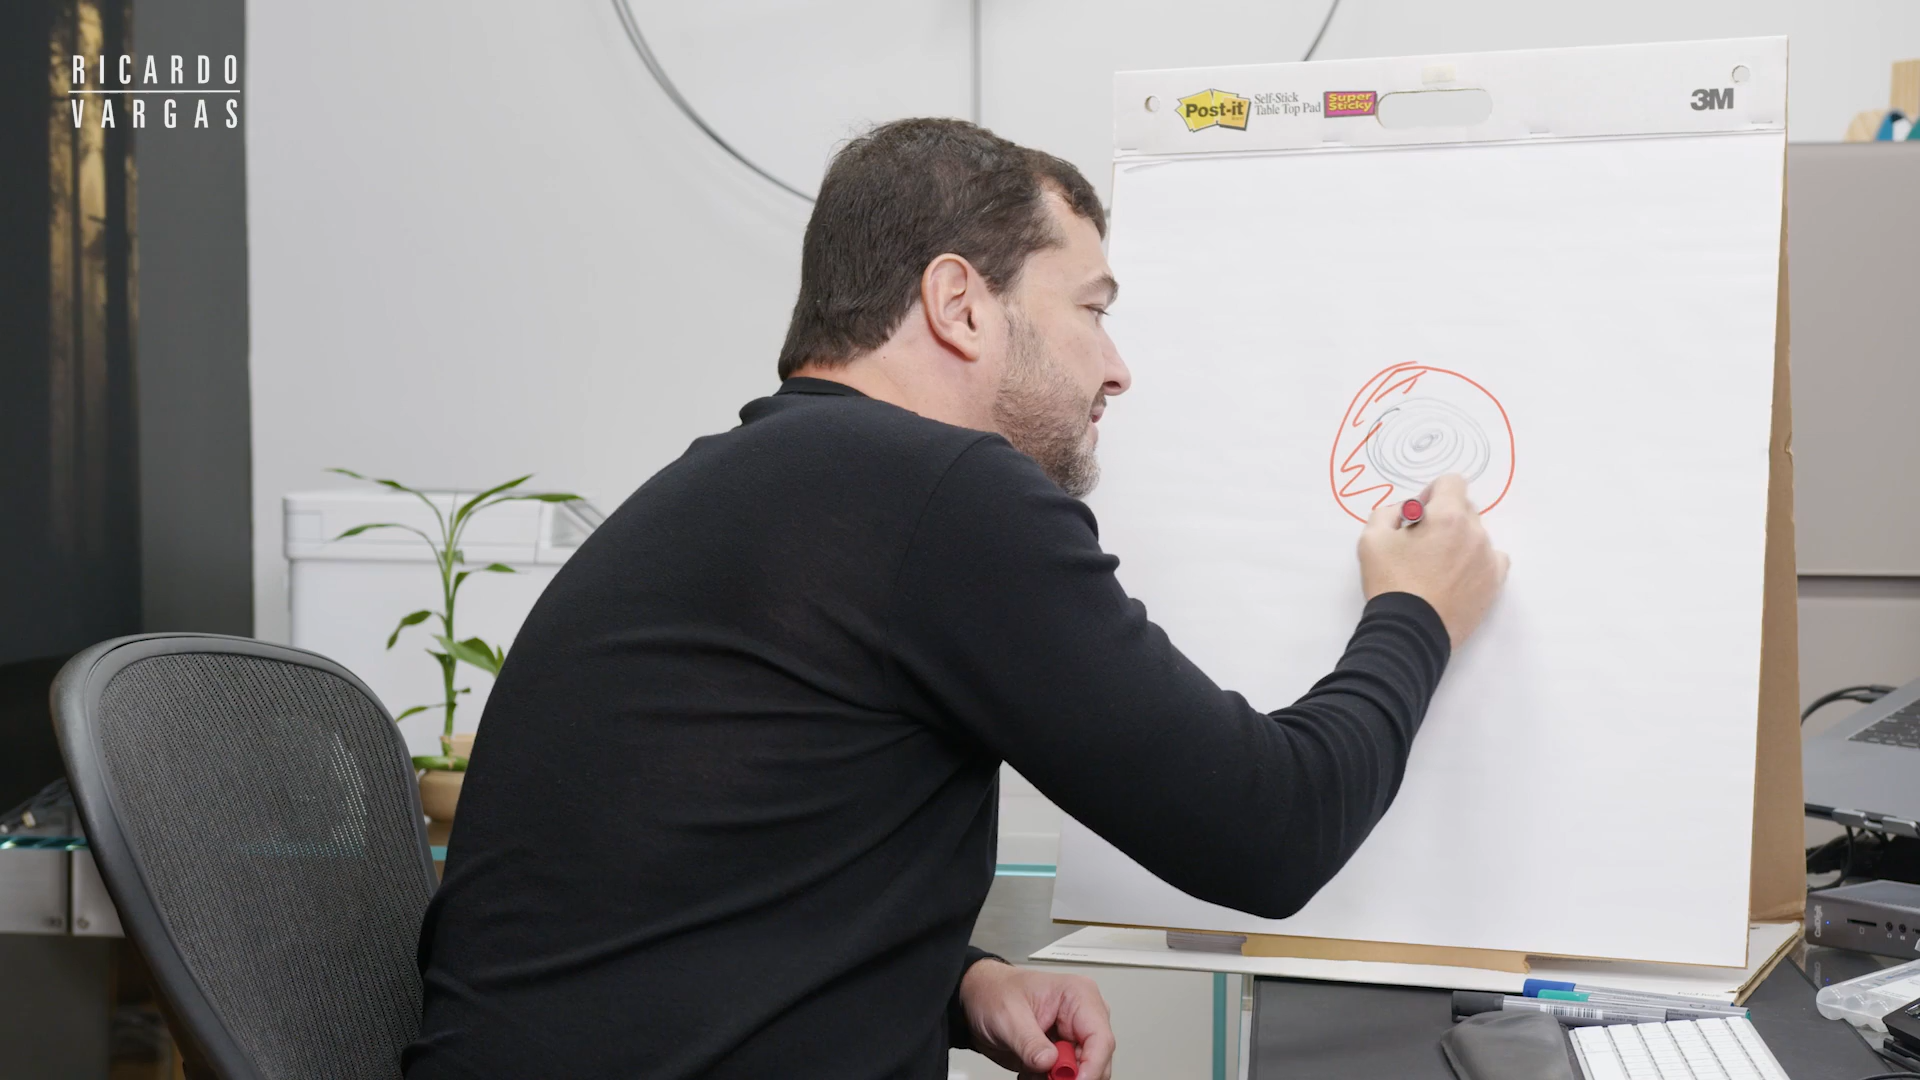 RICARDO
VARGAS
Post-it
Self-Stick
Table Top Pad
Super
Sticky
3M